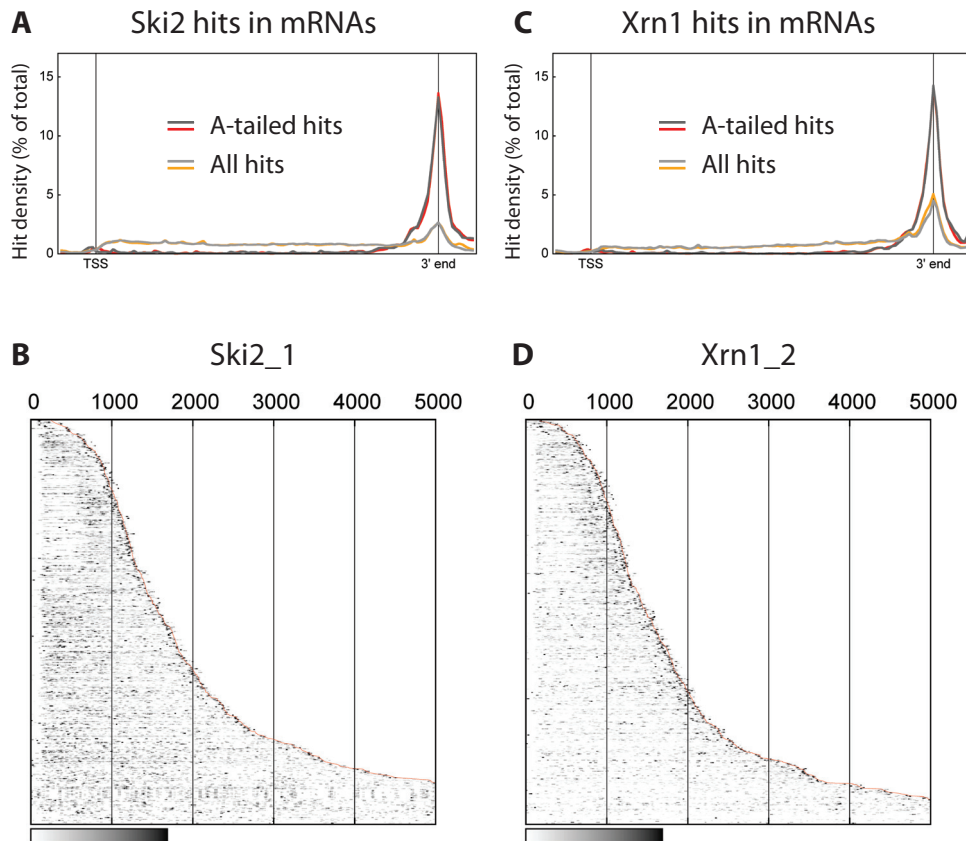 A
Ski2 hits in mRNAs
Hit density (% of total)
15
10
5
0
A-tailed hits
All hits
TSS
3' end
C
Xrn1 hits in mRNAs
Hit density (% of total)
15
10
5
0
A-tailed hits
All hits
TSS
3' end
B
Ski2_1
0 1000 2000 3000 4000 5000
D
Xrn1_2
0 1000 2000 3000 4000 5000